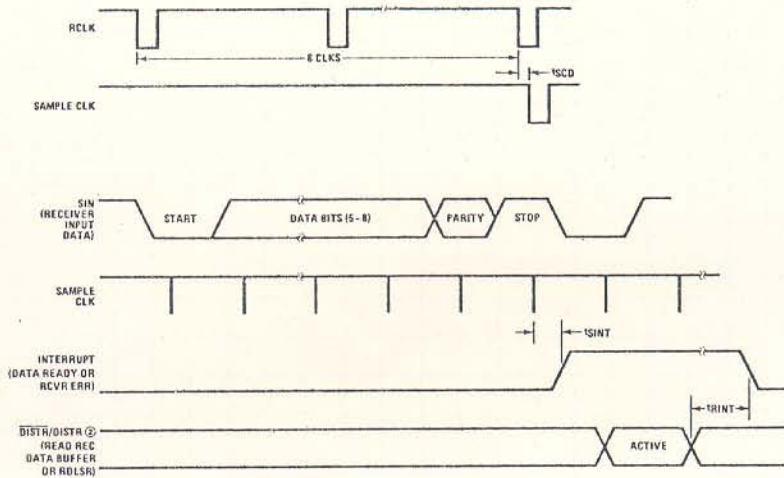 RCLK
8 CLKS
tSCD
SAMPLE CLK
SIN
(RECEIVER
INPUT
DATA)
START
DATA BITS (5-8)
PARITY
STOP
SAMPLE
CLK
tSINT
INTERRUPT
(DATA READY OR
RCVR ERR)
tRINT
DISTR/DISTR ②
(READ REC
DATA BUFFER
OR RDLSR)
ACTIVE